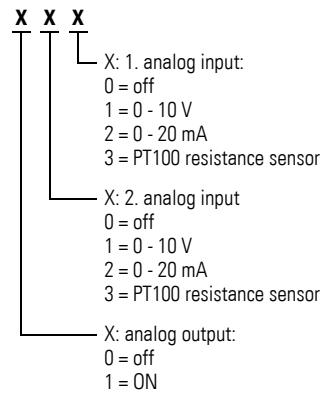 X X X
X: 1. analog input:
0 = off
1 = 0 - 10 V
2 = 0 - 20 mA
3 = PT100 resistance sensor
X: 2. analog input
0 = off
1 = 0 - 10 V
2 = 0 - 20 mA
3 = PT100 resistance sensor
X: analog output:
0 = off
1 = ON